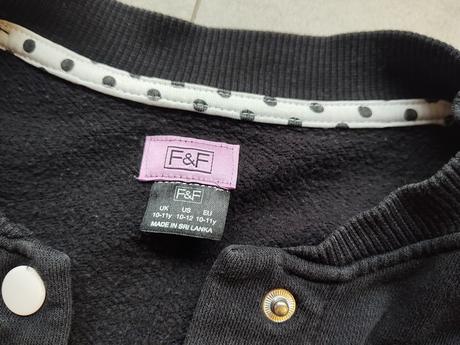 F&F
F&F
UK US EU
10-11y 10-12 10-11y
MADE IN SRI LANKA